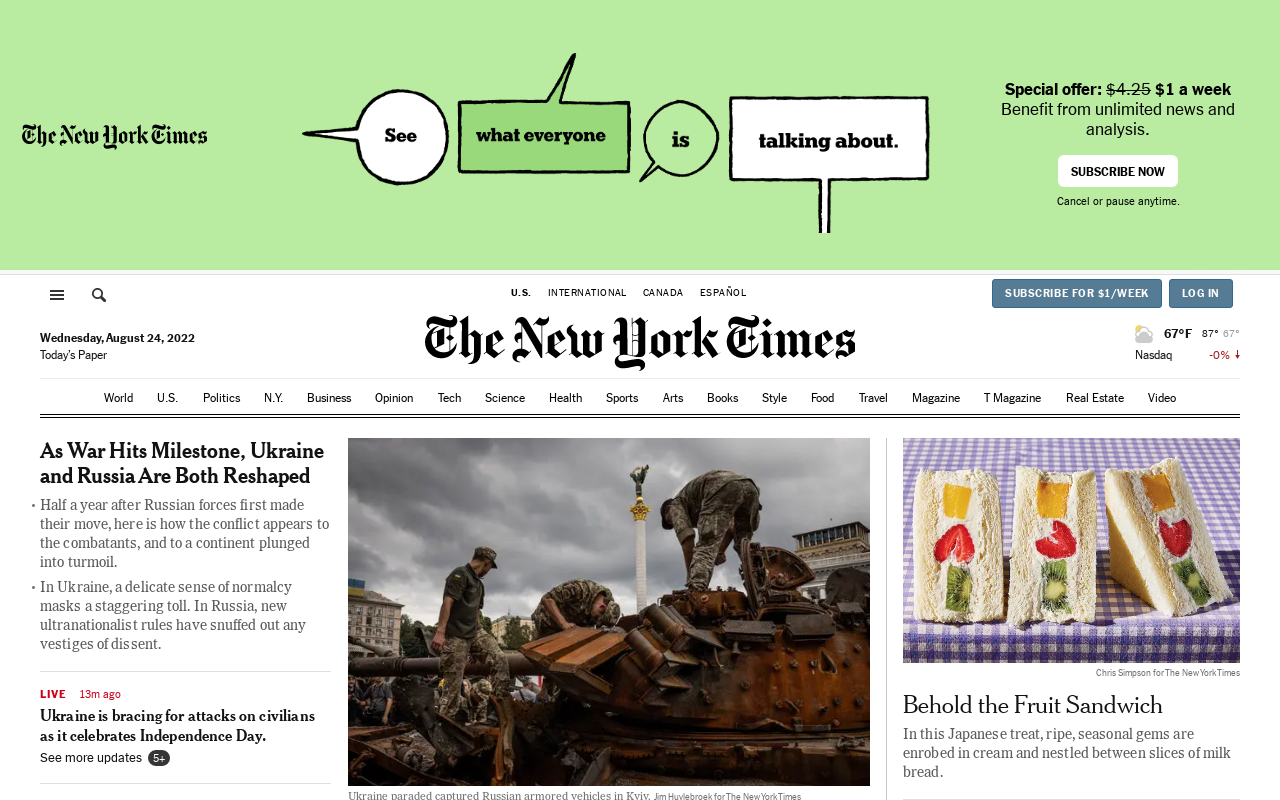 The New York Times
See
what everyone
is
talking about.
Special offer: $4.25 $1 a week
Benefit from unlimited news and
analysis.
SUBSCRIBE NOW
Cancel or pause anytime.
U.S. INTERNATIONAL CANADA ESPAÑOL
SUBSCRIBE FOR $1/WEEK
LOG IN
Wednesday, August 24, 2022
Today's Paper
The New York Times
67°F 87° 67°
Nasdaq -0% ↓
World U.S. Politics N.Y. Business Opinion Tech Science Health Sports Arts Books Style Food Travel Magazine T Magazine Real Estate Video
As War Hits Milestone, Ukraine
and Russia Are Both Reshaped
• Half a year after Russian forces first made
their move, here is how the conflict appears to
the combatants, and to a continent plunged
into turmoil.
• In Ukraine, a delicate sense of normalcy
masks a staggering toll. In Russia, new
ultranationalist rules have snuffed out any
vestiges of dissent.
LIVE 13m ago
Ukraine is bracing for attacks on civilians
as it celebrates Independence Day.
See more updates 5+
Ukraine paraded captured Russian armored vehicles in Kyiv. Jim Huylebroek for The New York Times
Chris Simpson for The New York Times
Behold the Fruit Sandwich
In this Japanese treat, ripe, seasonal gems are
enrobed in cream and nestled between slices of milk
bread.